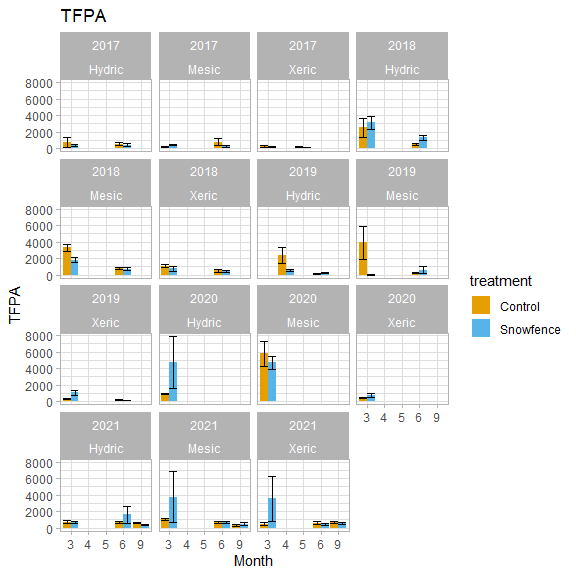 TFPA
2017 2017 2017 2018
Hydric Mesic Xeric Hydric
8000
6000
4000
2000
0
2018 2018 2019 2019
Mesic Xeric Hydric Mesic
8000
6000
4000
2000
0
treatment
Control
Snowfence
TFPA
2019 2020 2020 2020
Xeric Hydric Mesic Xeric
8000
6000
4000
2000
0
3 4 5 6 9
2021 2021 2021
Hydric Mesic Xeric
8000
6000
4000
2000
0
3 4 5 6 9 3 4 5 6 9 3 4 5 6 9
Month